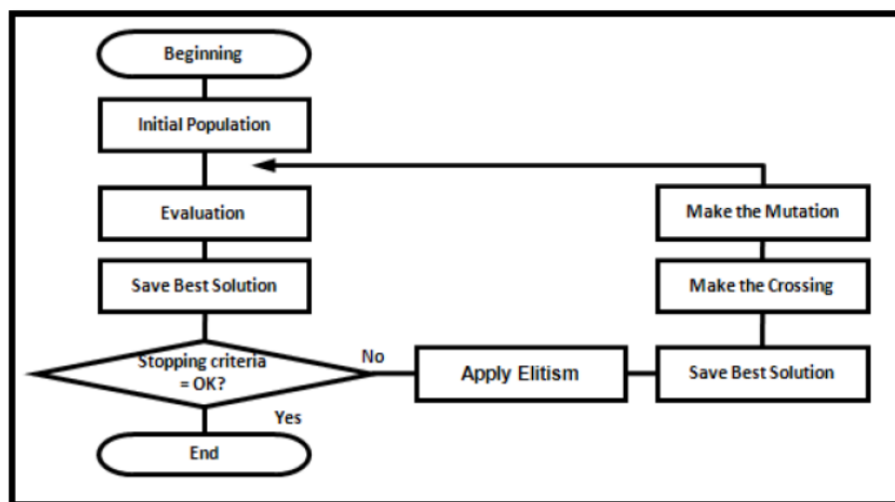 Beginning
Initial Population
Evaluation
Save Best Solution
Stopping criteria
= OK?
No
Yes
End
Apply Elitism
Save Best Solution
Make the Crossing
Make the Mutation